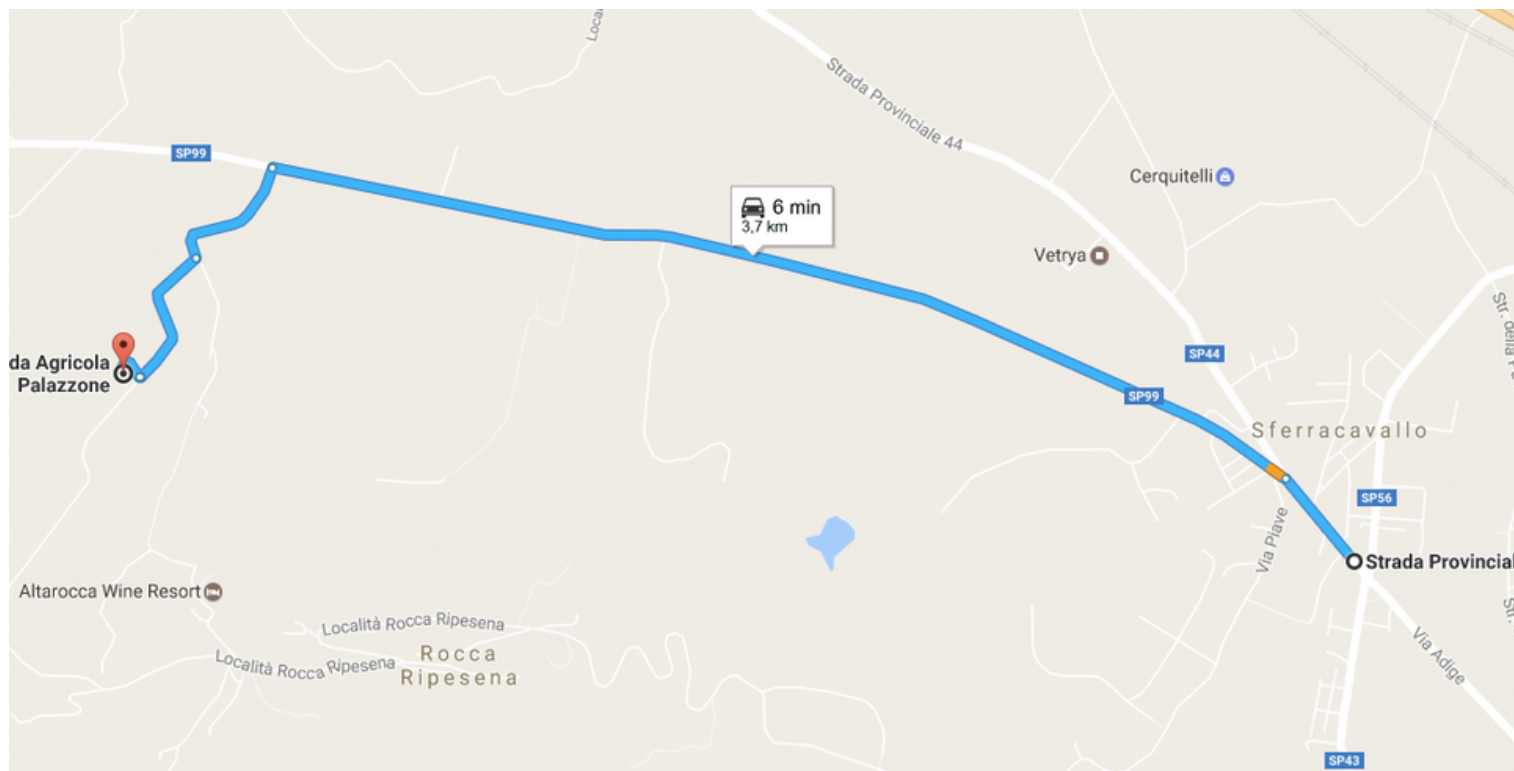 Local
Strada Provinciale 44
SP99
Cerquitelli
6 min
3,7 km
Vetrya
Str. della
SP44
da Agricola
Palazzone
SP99
Sferracavallo
SP56
Via Piave
Strada Provincial
Altarocca Wine Resort
Località Rocca Ripesena
Rocca
Ripesena
Località Rocca Ripesena
Str.
Via Adige
SP43